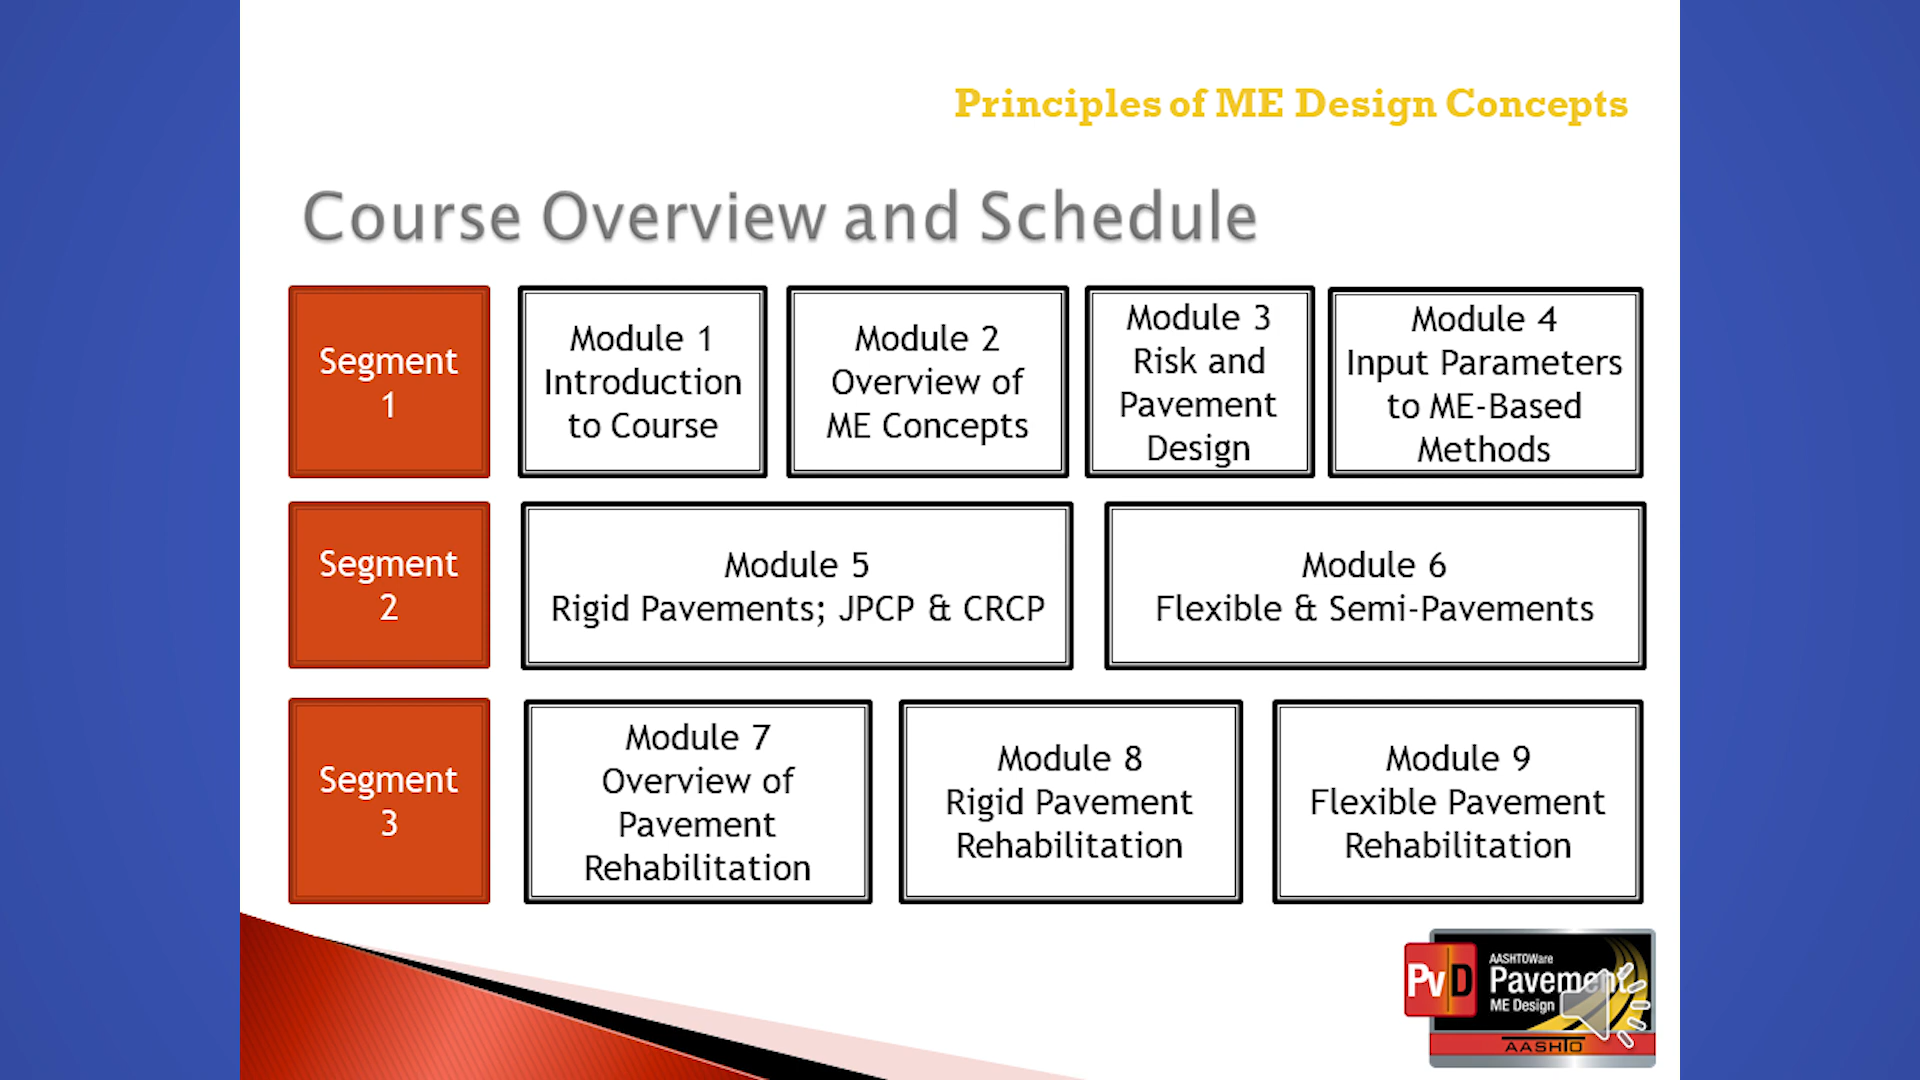 Principles of ME Design Concepts
Course Overview and Schedule
Segment
1
Module 1
Introduction
to Course
Module 2
Overview of
ME Concepts
Module 3
Risk and
Pavement
Design
Module 4
Input Parameters
to ME-Based
Methods
Segment
2
Module 5
Rigid Pavements; JPCP & CRCP
Module 6
Flexible & Semi-Pavements
Segment
3
Module 7
Overview of
Pavement
Rehabilitation
Module 8
Rigid Pavement
Rehabilitation
Module 9
Flexible Pavement
Rehabilitation
PvD
AASHTOWare
Pavement
ME Design
AASHTO